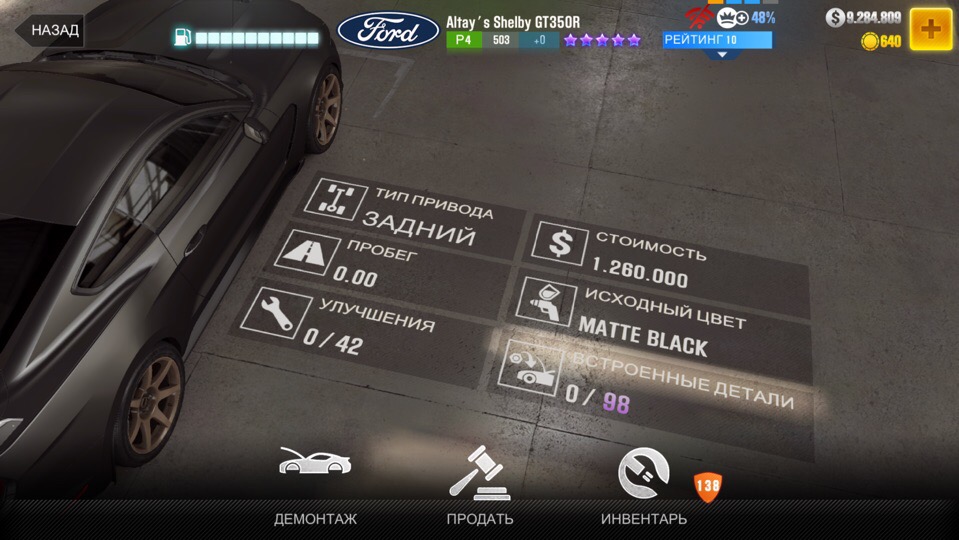 НАЗАД
Ford
Altay's Shelby GT350R
P4 503 +0
48%
РЕЙТИНГ 10
$ 9.284.809
640
ТИП ПРИВОДА
ЗАДНИЙ
ПРОБЕГ
0.00
УЛУЧШЕНИЯ
0 / 42
$ СТОИМОСТЬ
1.260.000
ИСХОДНЫЙ ЦВЕТ
MATTE BLACK
ВСТРОЕННЫЕ ДЕТАЛИ
0 / 98
138
ДЕМОНТАЖ
ПРОДАТЬ
ИНВЕНТАРЬ